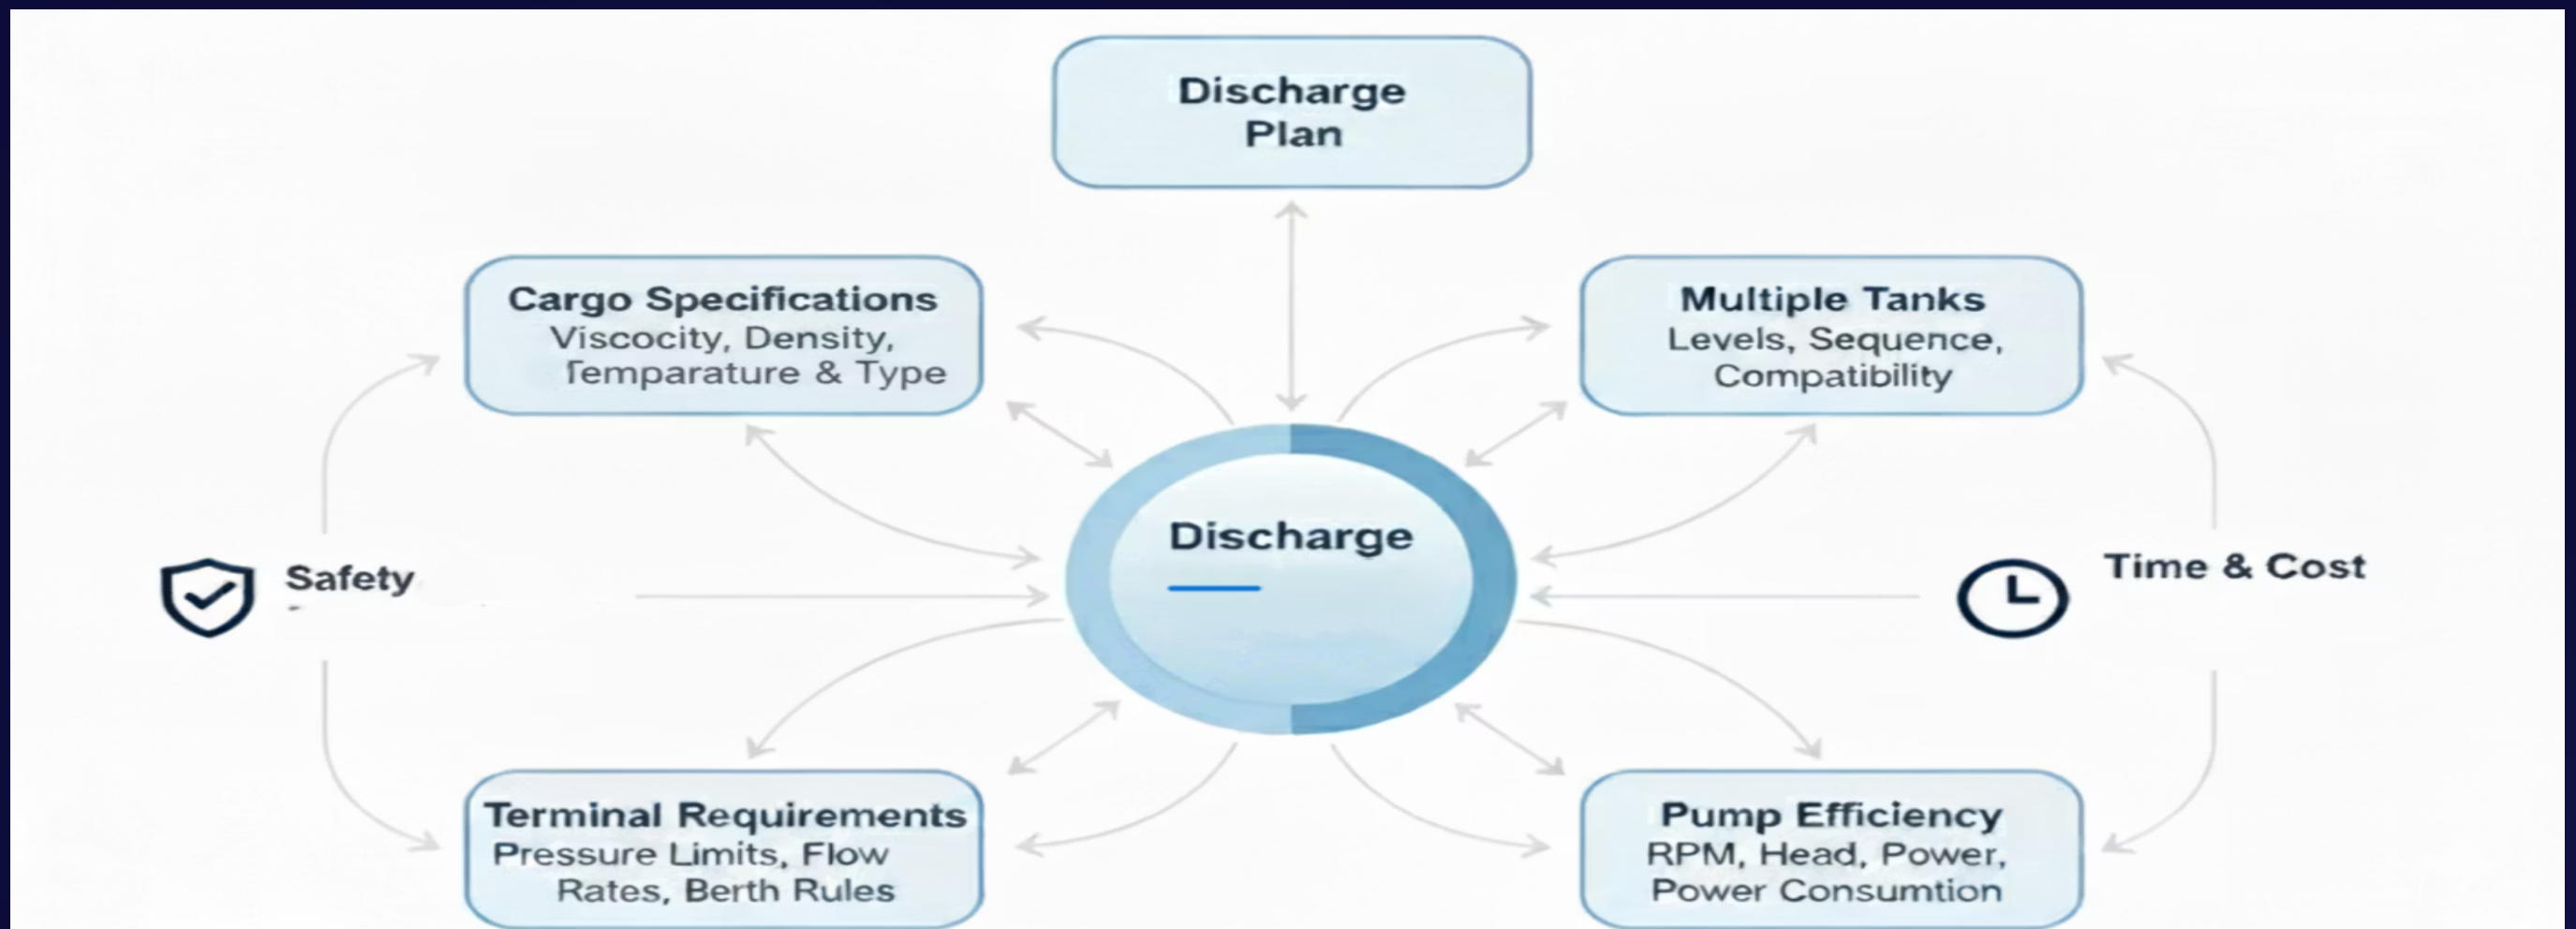 Discharge
Plan
Cargo Specifications
Viscocity, Density,
Temparature & Type
Multiple Tanks
Levels, Sequence,
Compatibility
Discharge
Safety
Time & Cost
Terminal Requirements
Pressure Limits, Flow
Rates, Berth Rules
Pump Efficiency
RPM, Head, Power,
Power Consumtion